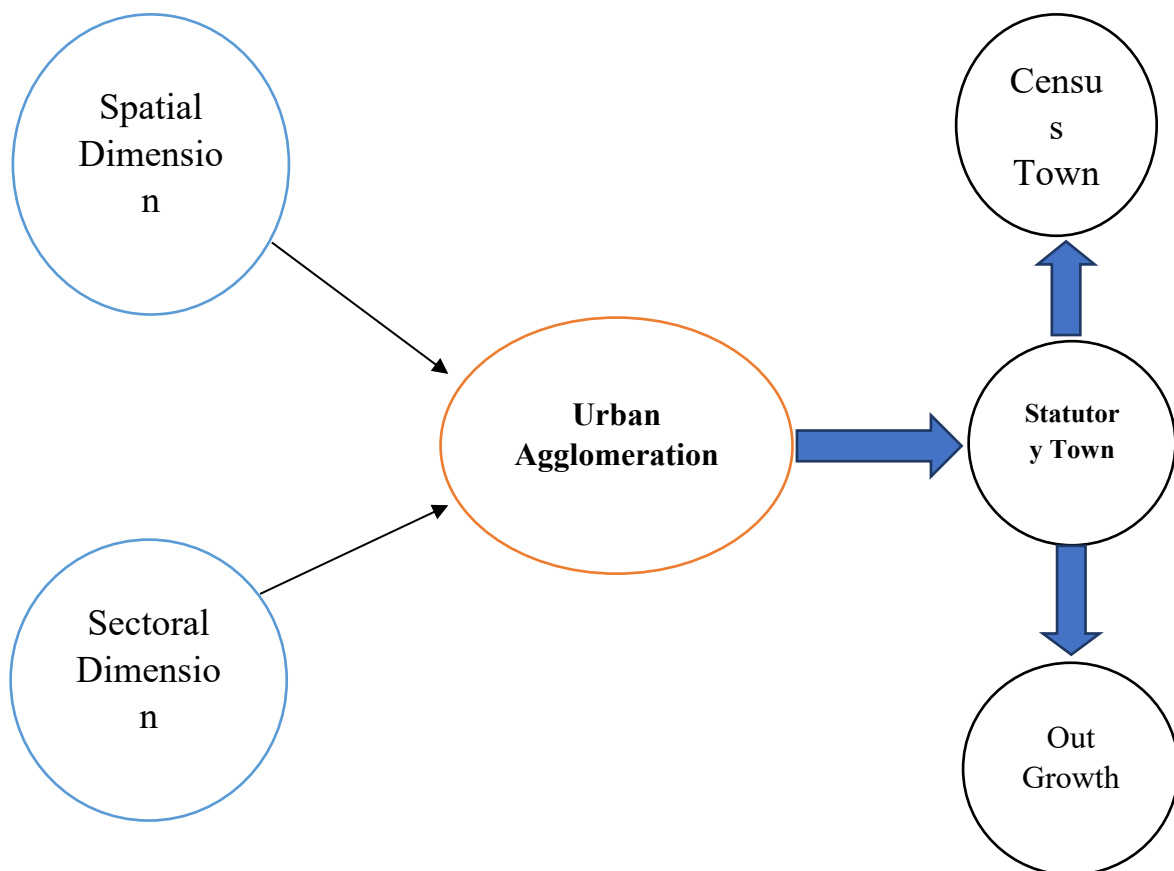 Spatial
Dimensio
n
Sectoral
Dimensio
n
Urban
Agglomeration
Censu
s
Town
Statutor
y Town
Out
Growth